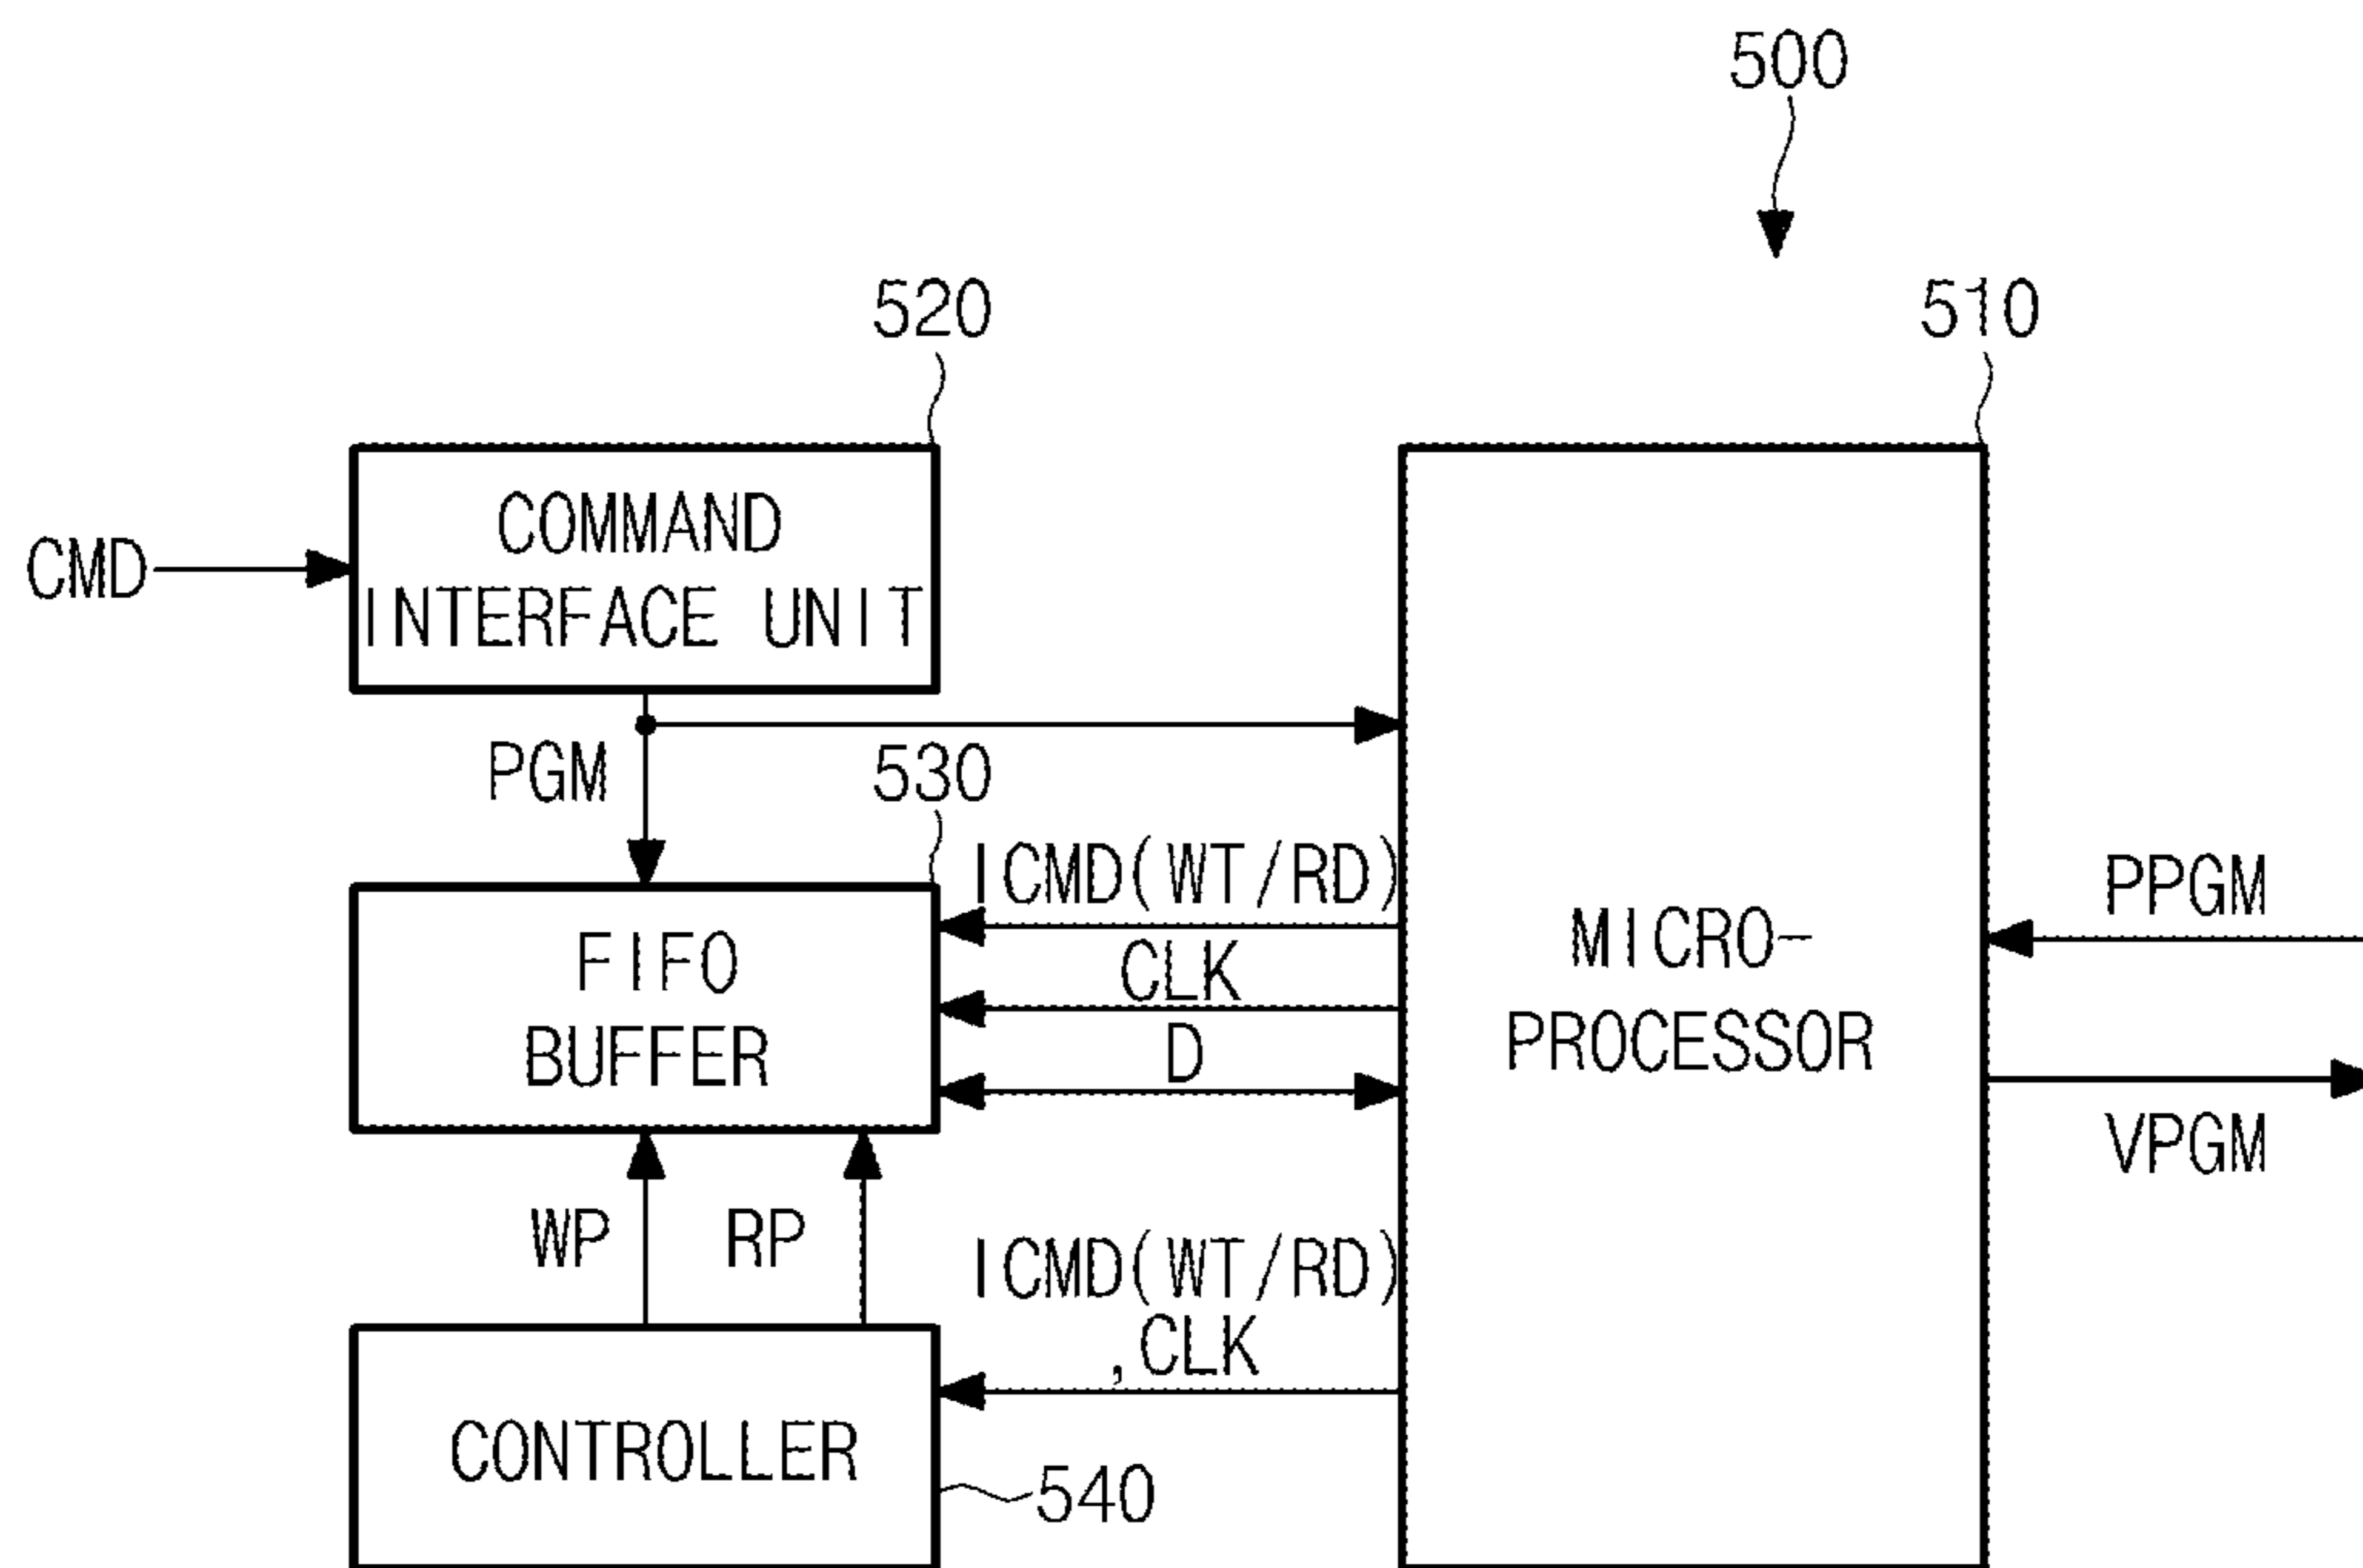 500
520
510
COMMAND
INTERFACE UNIT
CMD
PGM
530
ICMD(WT/RD)
FIFO
BUFFER
CLK
D
MICRO-
PROCESSOR
PPGM
VPGM
WP
RP
ICMD(WT/RD)
,CLK
CONTROLLER
540